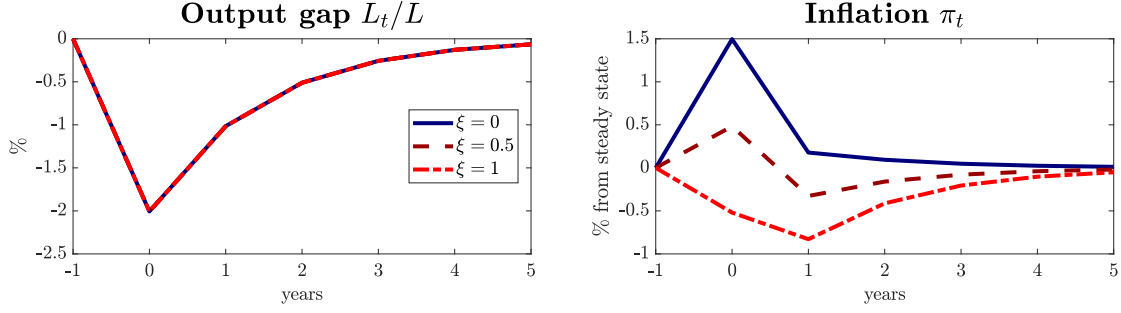 Output gap L_t/L
0
-0.5
-1
-1.5
-2
-2.5
%
-1 0 1 2 3 4 5
years
ξ = 0
ξ = 0.5
ξ = 1
Inflation π_t
1.5
1
0.5
0
-0.5
-1
% from steady state
-1 0 1 2 3 4 5
years